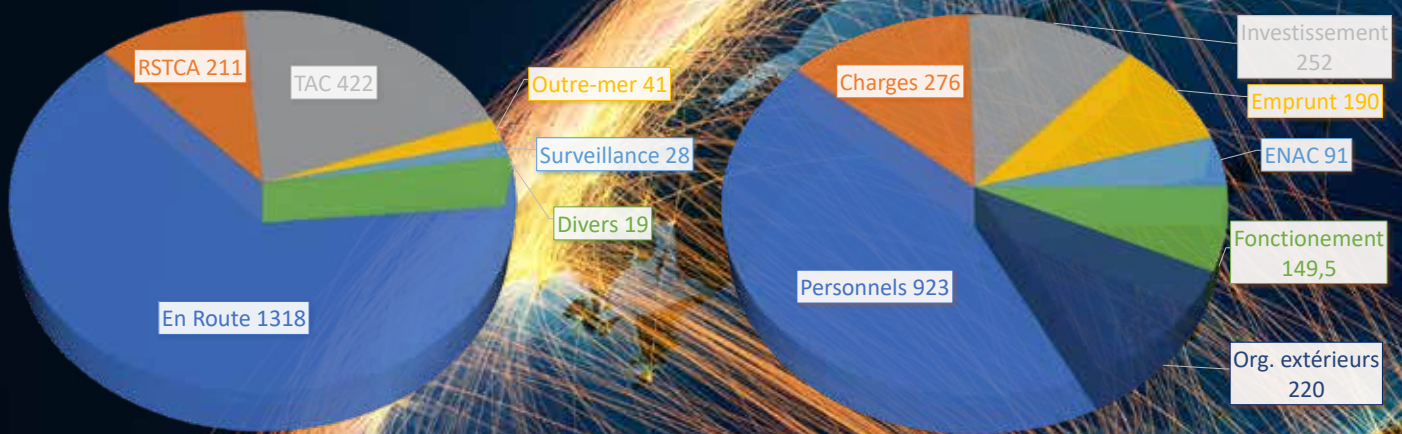 RSTCA 211
TAC 422
Outre-mer 41
Surveillance 28
Divers 19
En Route 1318
Charges 276
Investissement
252
Emprunt 190
ENAC 91
Fonctionement
149,5
Personnels 923
Org. extérieurs
220